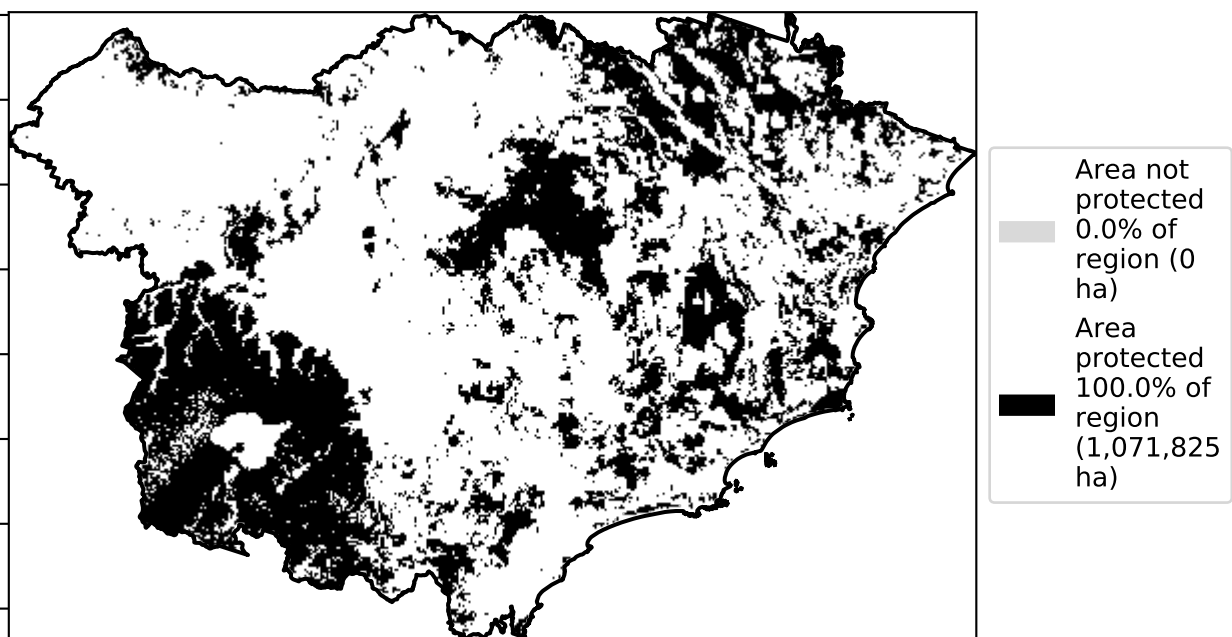 Area not
protected
0.0% of
region (0
ha)
Area
protected
100.0% of
region
(1,071,825
ha)